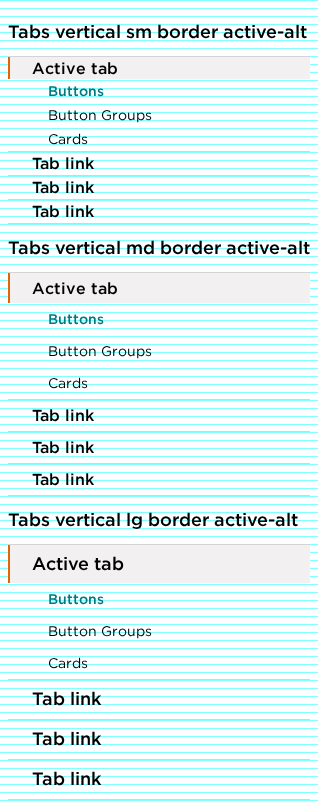 Tabs vertical sm border active-alt
Active tab
Buttons
Button Groups
Cards
Tab link
Tab link
Tab link
Tabs vertical md border active-alt
Active tab
Buttons
Button Groups
Cards
Tab link
Tab link
Tab link
Tabs vertical lg border active-alt
Active tab
Buttons
Button Groups
Cards
Tab link
Tab link
Tab link